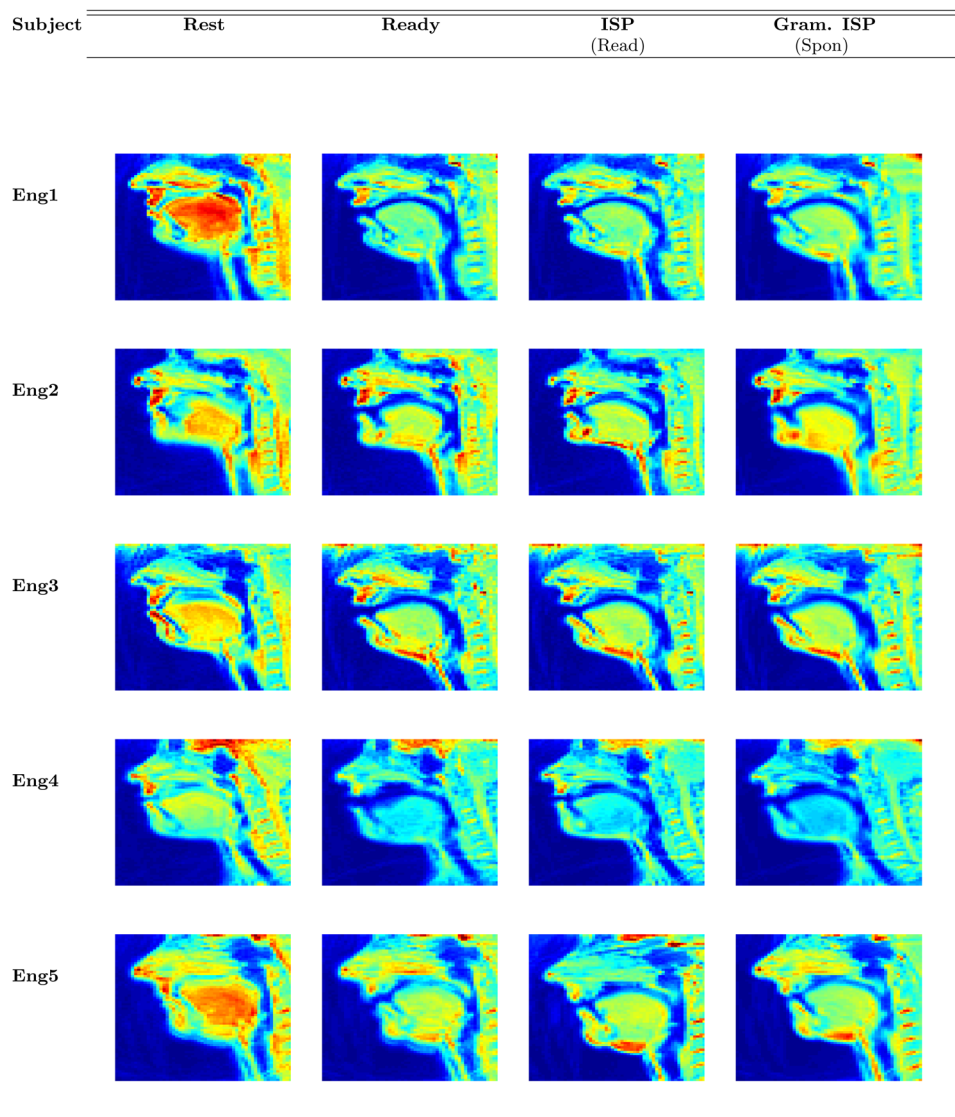 Subject Rest Ready ISP Gram. ISP
(Read) (Spon)
Eng1
Eng2
Eng3
Eng4
Eng5